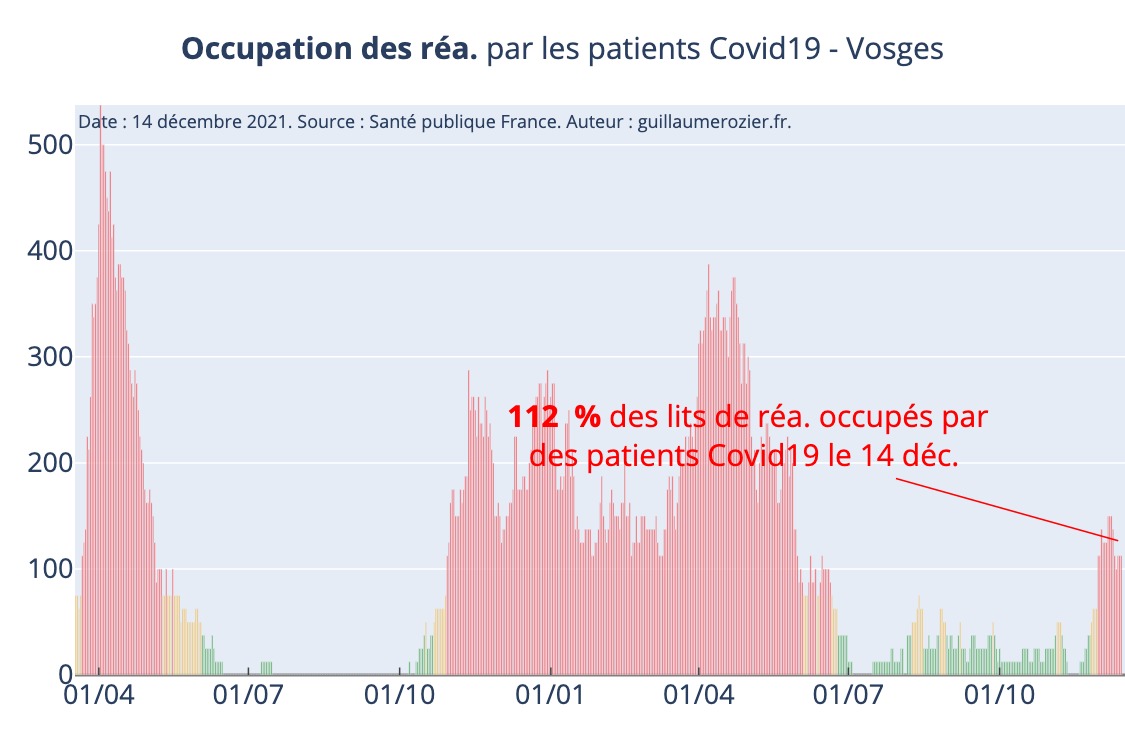 Occupation des réa. par les patients Covid19 - Vosges
Date : 14 décembre 2021. Source : Santé publique France. Auteur : guillaumerozier.fr.
500
400
300
112 % des lits de réa. occupés par
des patients Covid19 le 14 déc.
200
100
0
01/04 01/07 01/10 01/01 01/04 01/07 01/10